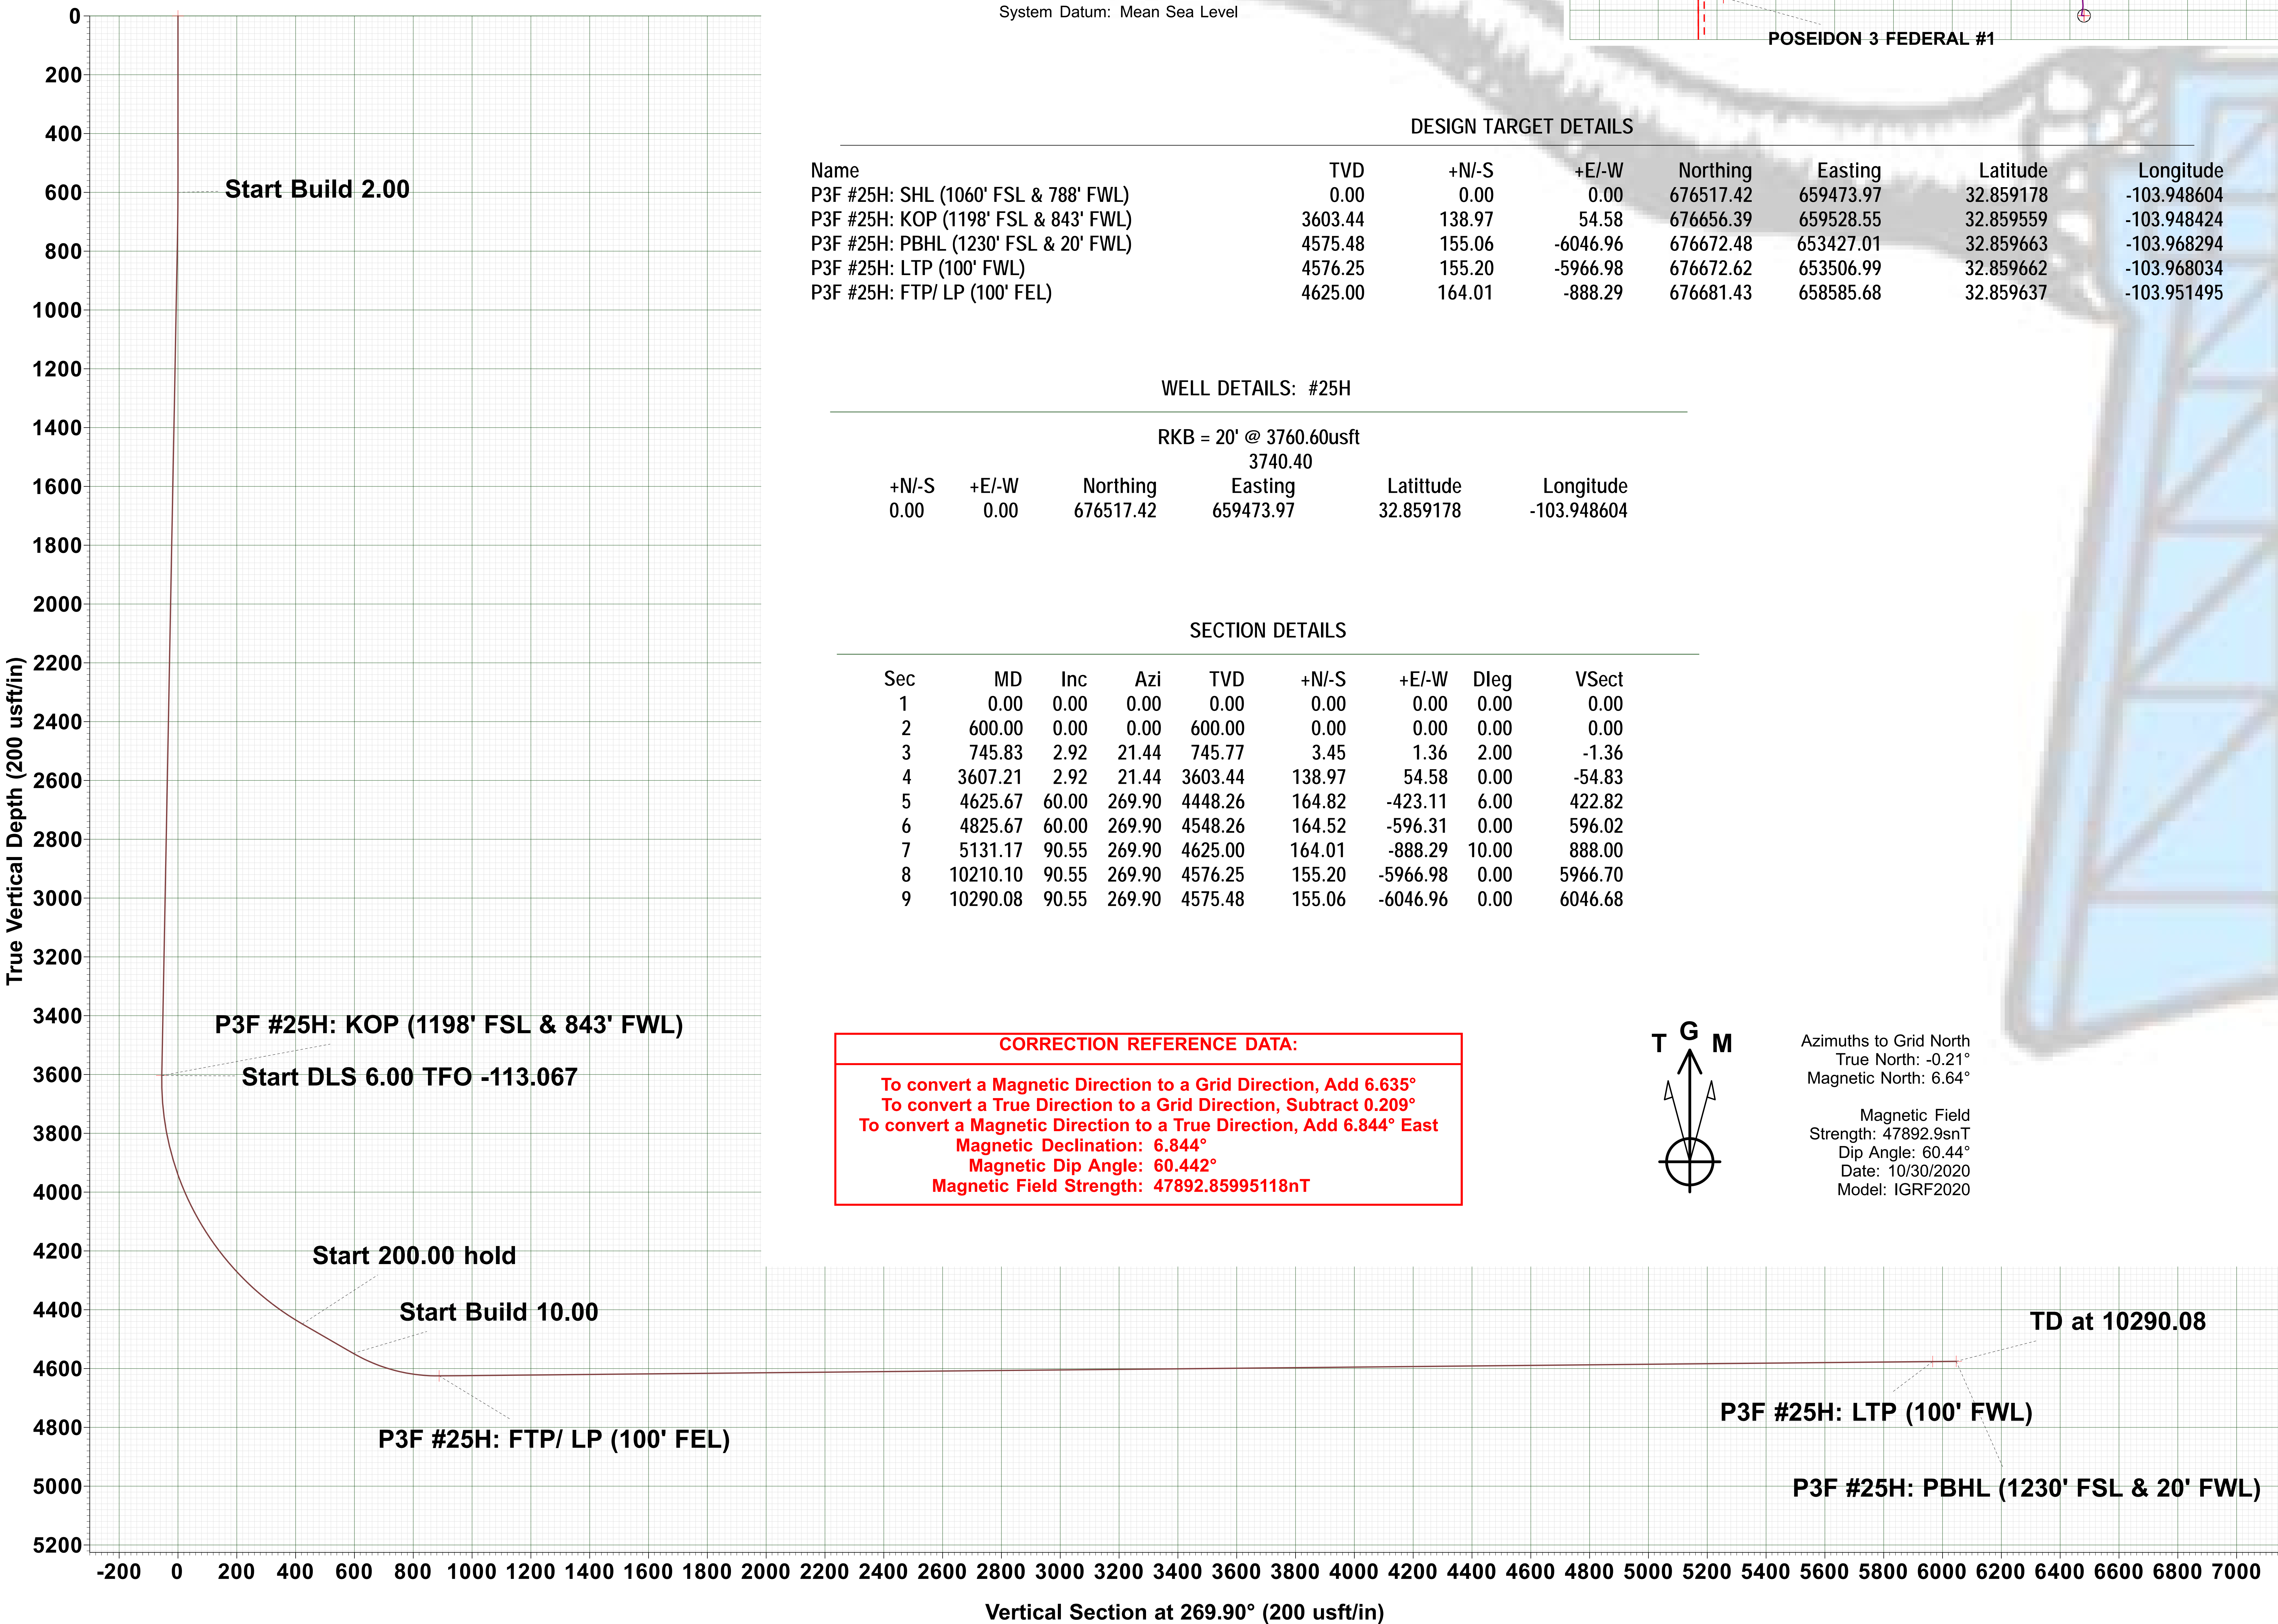 System Datum: Mean Sea Level
POSEIDON 3 FEDERAL #1
DESIGN TARGET DETAILS
Name TVD +N/-S +E/-W Northing Easting Latitude Longitude
P3F #25H: SHL (1060' FSL & 788' FWL) 0.00 0.00 0.00 676517.42 659473.97 32.859178 -103.948604
P3F #25H: KOP (1198' FSL & 843' FWL) 3603.44 138.97 54.58 676656.39 659528.55 32.859559 -103.948424
P3F #25H: PBHL (1230' FSL & 20' FWL) 4575.48 155.06 -6046.96 676672.48 653427.01 32.859663 -103.968294
P3F #25H: LTP (100' FWL) 4576.25 155.20 -5966.98 676672.62 653506.99 32.859662 -103.968034
P3F #25H: FTP/ LP (100' FEL) 4625.00 164.01 -888.29 676681.43 658585.68 32.859637 -103.951495
WELL DETAILS: #25H
RKB = 20' @ 3760.60usft
3740.40
+N/-S +E/-W Northing Easting Latittude Longitude
0.00 0.00 676517.42 659473.97 32.859178 -103.948604
SECTION DETAILS
Sec MD Inc Azi TVD +N/-S +E/-W Dleg VSect
1 0.00 0.00 0.00 0.00 0.00 0.00 0.00 0.00
2 600.00 0.00 0.00 600.00 0.00 0.00 0.00 0.00
3 745.83 2.92 21.44 745.77 3.45 1.36 2.00 -1.36
4 3607.21 2.92 21.44 3603.44 138.97 54.58 0.00 -54.83
5 4625.67 60.00 269.90 4448.26 164.82 -423.11 6.00 422.82
6 4825.67 60.00 269.90 4548.26 164.52 -596.31 0.00 596.02
7 5131.17 90.55 269.90 4625.00 164.01 -888.29 10.00 888.00
8 10210.10 90.55 269.90 4576.25 155.20 -5966.98 0.00 5966.70
9 10290.08 90.55 269.90 4575.48 155.06 -6046.96 0.00 6046.68
CORRECTION REFERENCE DATA:
To convert a Magnetic Direction to a Grid Direction, Add 6.635°
To convert a True Direction to a Grid Direction, Subtract 0.209°
To convert a Magnetic Direction to a True Direction, Add 6.844° East
Magnetic Declination: 6.844°
Magnetic Dip Angle: 60.442°
Magnetic Field Strength: 47892.85995118nT
T G M
Azimuths to Grid North
True North: -0.21°
Magnetic North: 6.64°
Magnetic Field
Strength: 47892.9snT
Dip Angle: 60.44°
Date: 10/30/2020
Model: IGRF2020
True Vertical Depth (200 usft/in)
0
200
400
600
800
1000
1200
1400
1600
1800
2000
2200
2400
2600
2800
3000
3200
3400
3600
3800
4000
4200
4400
4600
4800
5000
5200
Start Build 2.00
P3F #25H: KOP (1198' FSL & 843' FWL)
Start DLS 6.00 TFO -113.067
Start 200.00 hold
Start Build 10.00
P3F #25H: FTP/ LP (100' FEL)
TD at 10290.08
P3F #25H: LTP (100' FWL)
P3F #25H: PBHL (1230' FSL & 20' FWL)
-200 0 200 400 600 800 1000 1200 1400 1600 1800 2000 2200 2400 2600 2800 3000 3200 3400 3600 3800 4000 4200 4400 4600 4800 5000 5200 5400 5600 5800 6000 6200 6400 6600 6800 7000
Vertical Section at 269.90° (200 usft/in)